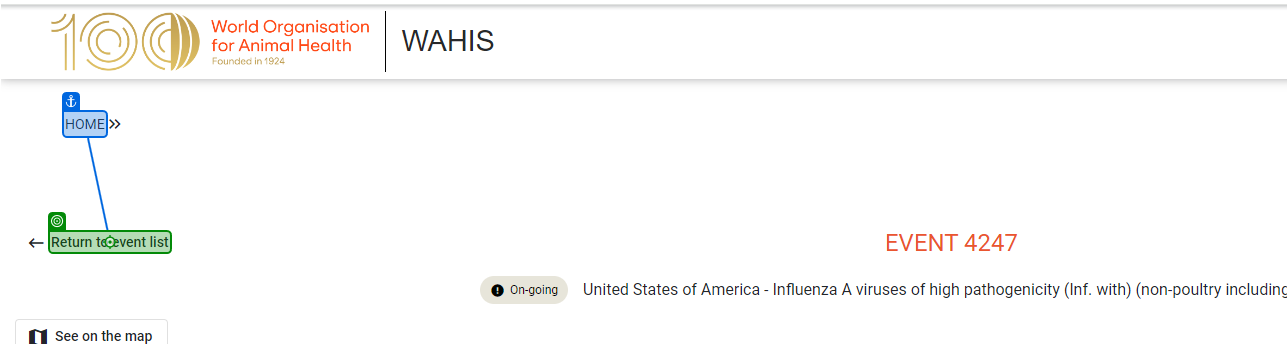 100
World Organisation
for Animal Health
Founded in 1924
WAHIS
HOME
Return to event list
EVENT 4247
On-going
United States of America - Influenza A viruses of high pathogenicity (Inf. with) (non-poultry including
See on the map